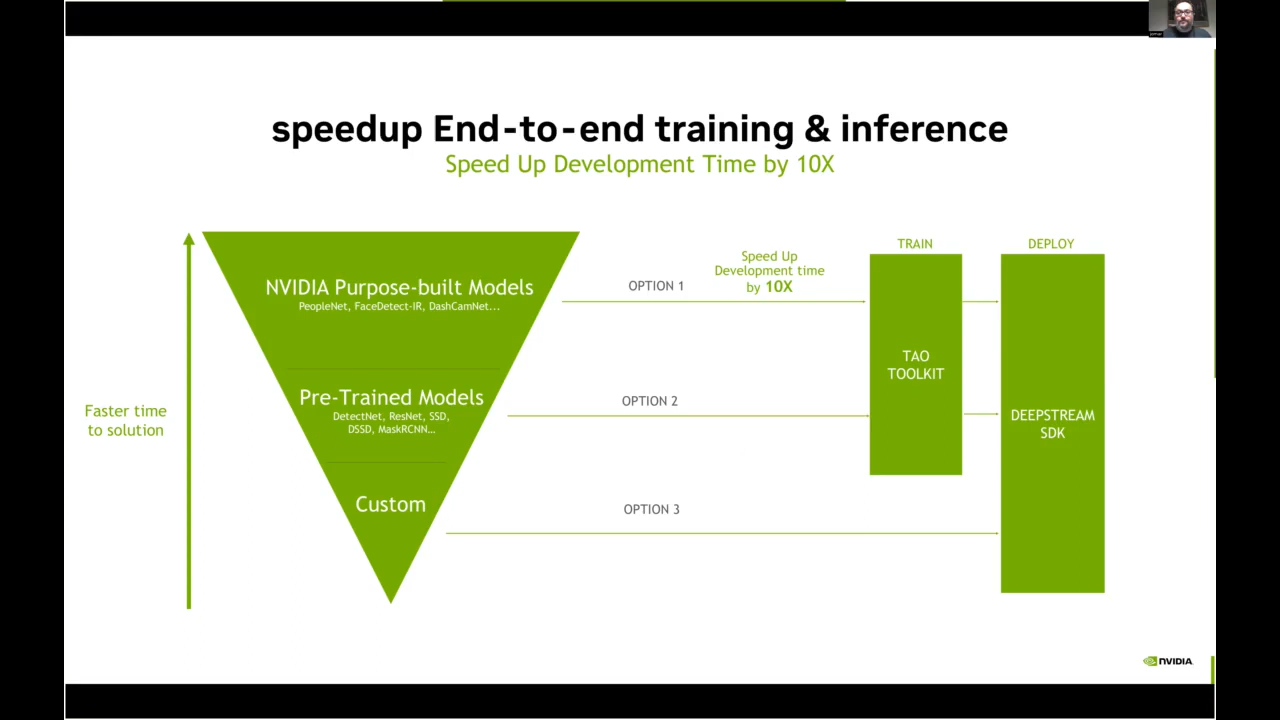 speedup End-to-end training & inference
Speed Up Development Time by 10X
Faster time
to solution
NVIDIA Purpose-built Models
PeopleNet, FaceDetect-IR, DashCamNet...
Pre-Trained Models
DetectNet, ResNet, SSD,
DSSD, MaskRCNN…
Custom
OPTION 1
Speed Up
Development time
by 10X
OPTION 2
OPTION 3
TRAIN
TAO
TOOLKIT
DEPLOY
DEEPSTREAM
SDK
NVIDIA